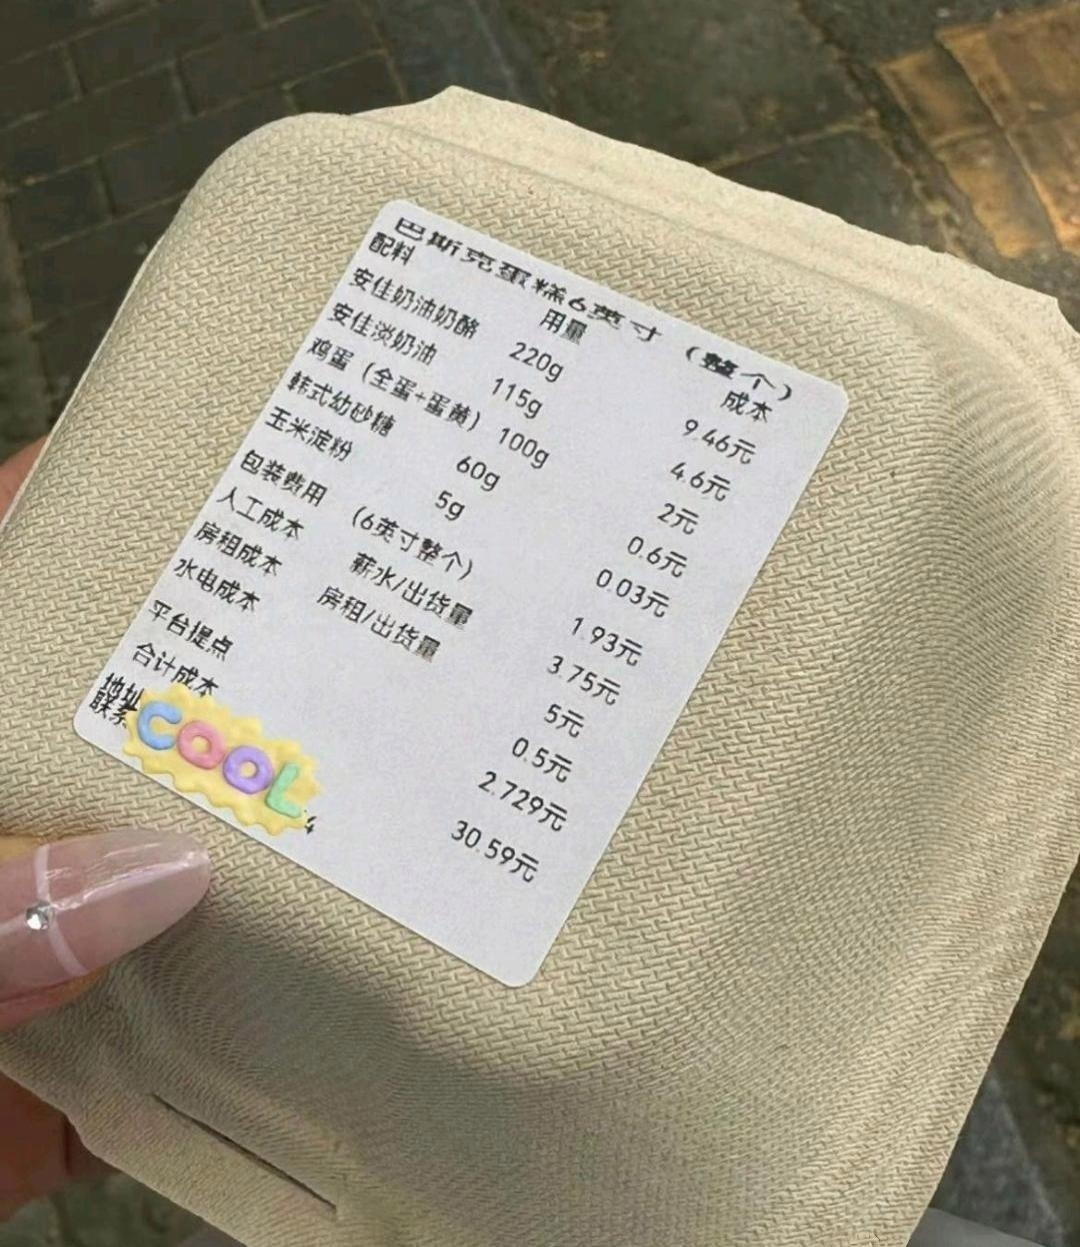 巴斯克蛋糕6英寸（整个）
配料 用量 成本
安佳奶油奶酪 220g 9.46元
安佳淡奶油 115g 4.6元
鸡蛋（全蛋+蛋黄） 100g 2元
韩式幼砂糖 60g 0.6元
玉米淀粉 5g 0.03元
包装费用 （6英寸整个） 1.93元
人工成本 薪水/出货量 3.75元
房租成本 房租/出货量 5元
水电成本 0.5元
平台提点 2.729元
合计成本 30.59元
地址
联系
COOL